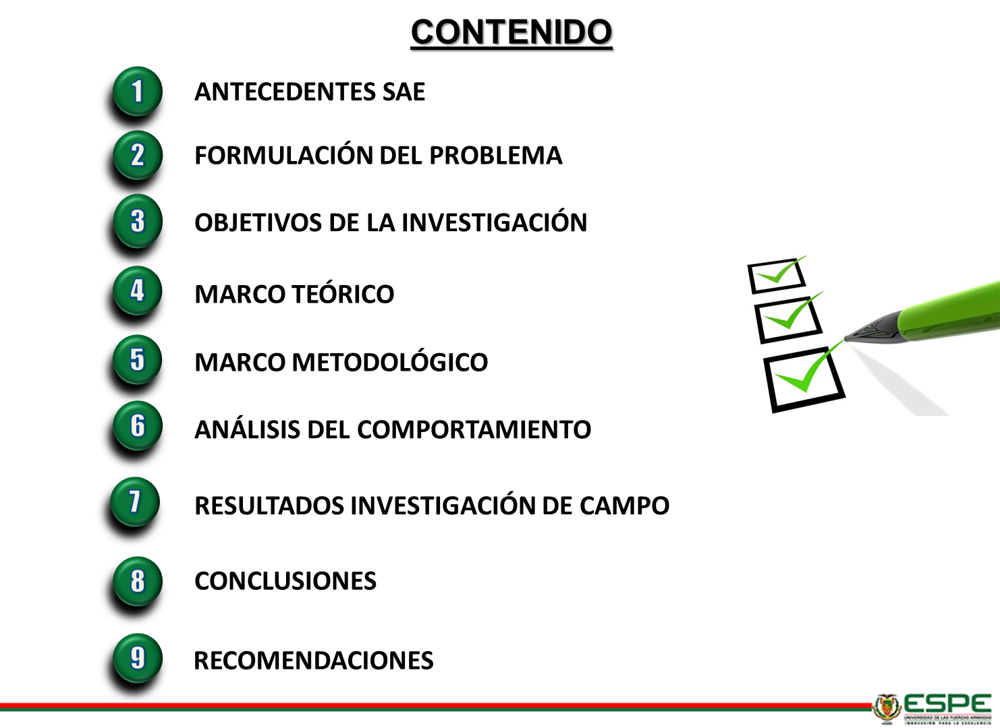 CONTENIDO
1 ANTECEDENTES SAE
2 FORMULACIÓN DEL PROBLEMA
3 OBJETIVOS DE LA INVESTIGACIÓN
4 MARCO TEÓRICO
5 MARCO METODOLÓGICO
6 ANÁLISIS DEL COMPORTAMIENTO
7 RESULTADOS INVESTIGACIÓN DE CAMPO
8 CONCLUSIONES
9 RECOMENDACIONES
ESPE
UNIVERSIDAD DE LAS FUERZAS ARMADAS
INNOVACIÓN PARA LA EXCELENCIA